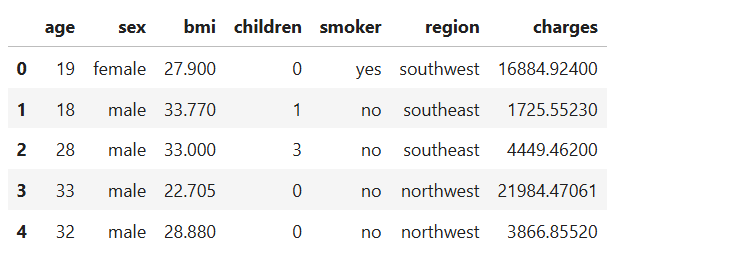 age sex bmi children smoker region charges
0 19 female 27.900 0 yes southwest 16884.92400
1 18 male 33.770 1 no southeast 1725.55230
2 28 male 33.000 3 no southeast 4449.46200
3 33 male 22.705 0 no northwest 21984.47061
4 32 male 28.880 0 no northwest 3866.85520